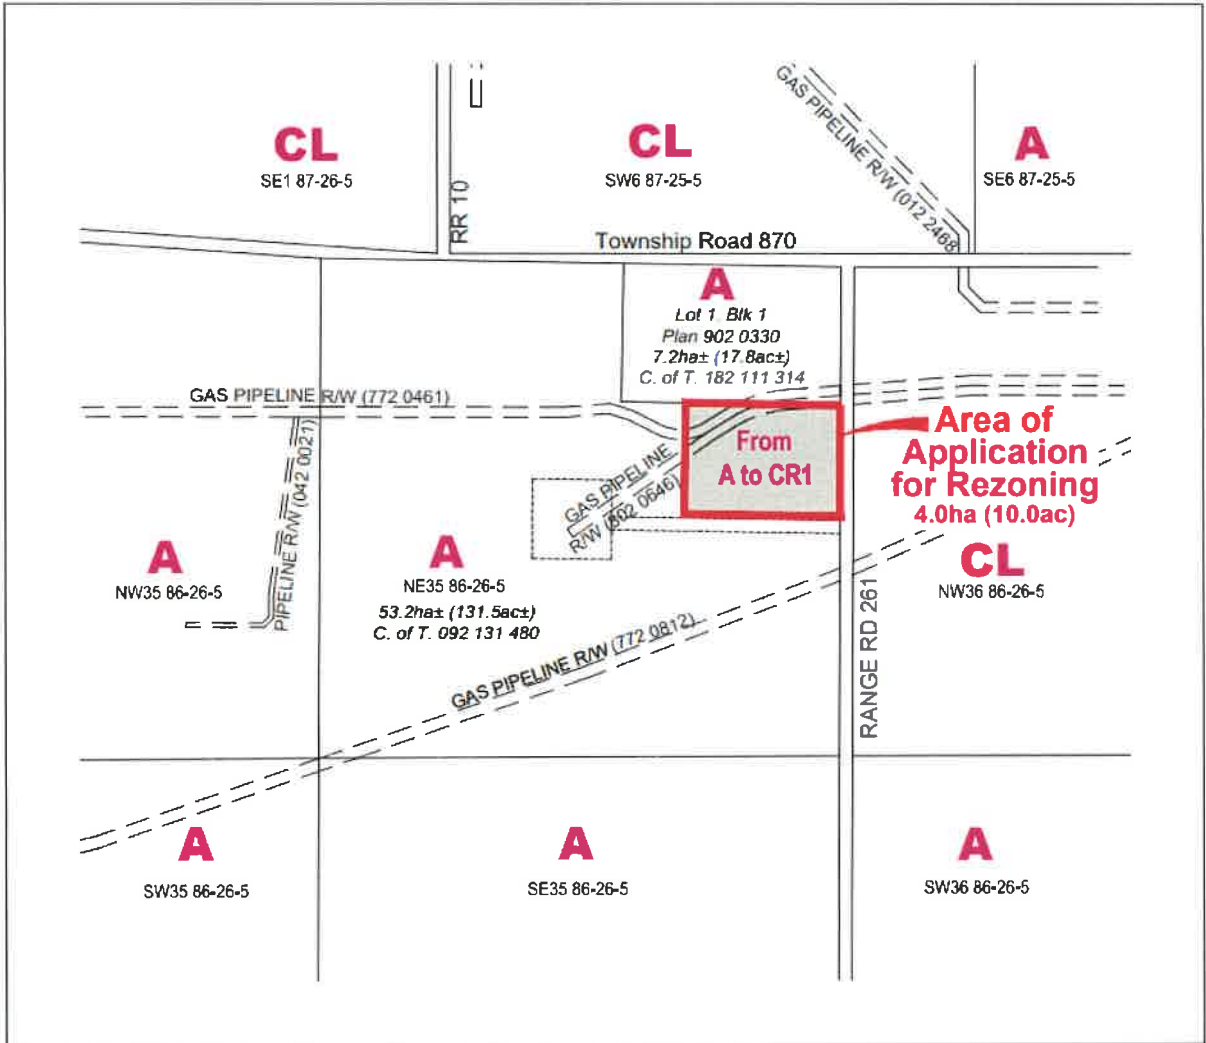 CL
SE1 87-26-5
RR 10
CL
SW6 87-25-5
GAS PIPELINE R/W (012 2468
A
SE6 87-25-5
Township Road 870
A
Lot 1 Blk 1
Plan 902 0330
7.2ha± (17.8ac±)
C. of T. 182 111 314
GAS PIPELINE R/W (772 0461)
PIPELINE R/W (042 0021)
GAS PIPELINE
R/W (802 0646)
From
A to CR1
Area of
Application
for Rezoning
4.0ha (10.0ac)
A
NW35 86-26-5
A
NE35 86-26-5
53.2ha± (131.5ac±)
C. of T. 092 131 480
CL
NW36 86-26-5
GAS PIPELINE R/W (772 0812)
RANGE RD 261
A
SW35 86-26-5
A
SE35 86-26-5
A
SW36 86-26-5